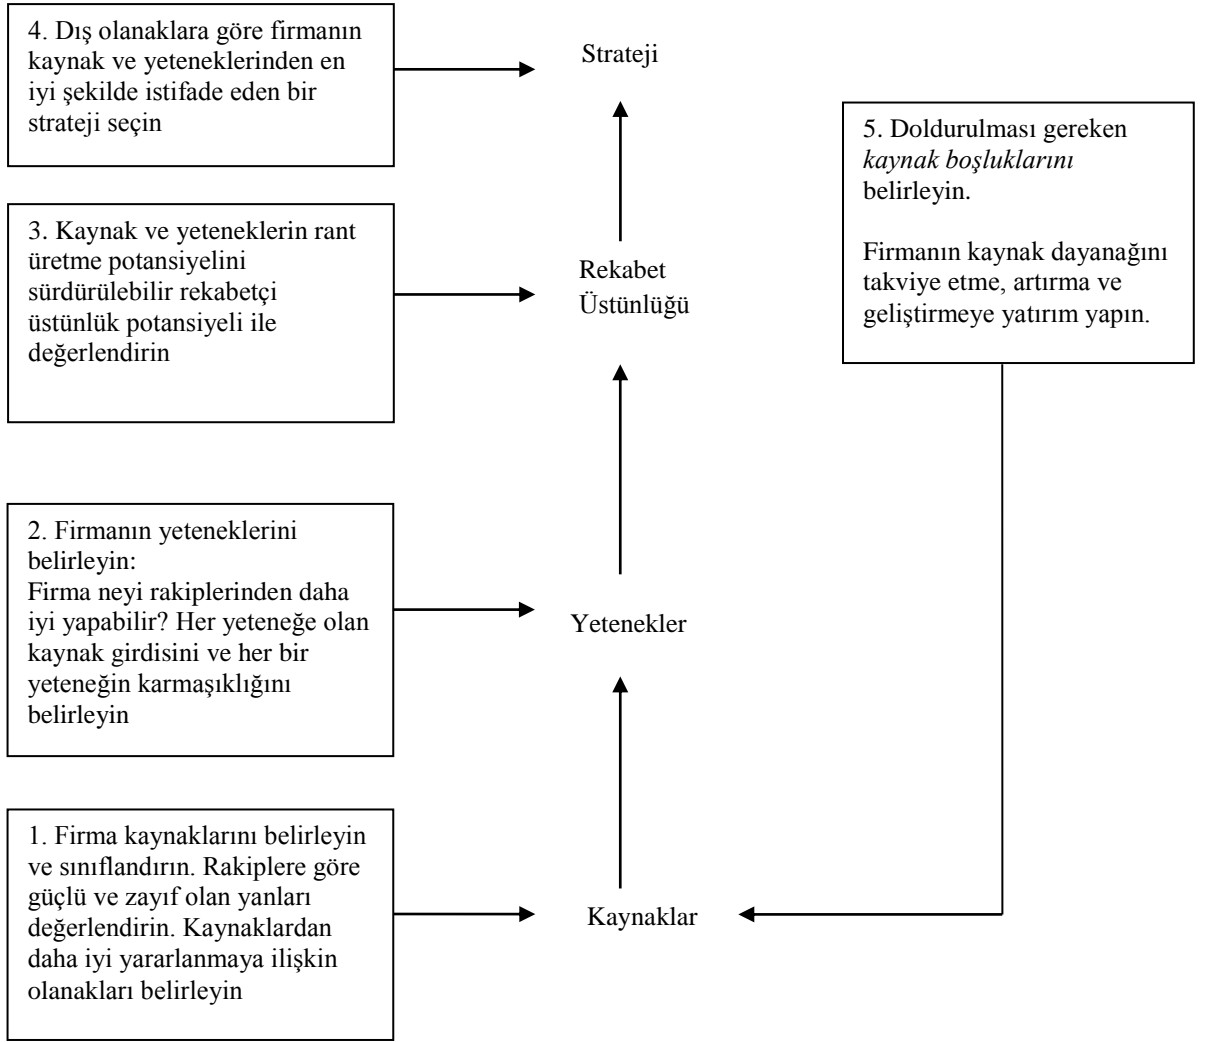 4. Dış olanaklara göre firmanın
kaynak ve yeteneklerinden en
iyi şekilde istifade eden bir
strateji seçin
Strateji
5. Doldurulması gereken
kaynak boşluklarını
belirleyin.
Firmanın kaynak dayanağını
takviye etme, artırma ve
geliştirmeye yatırım yapın.
3. Kaynak ve yeteneklerin rant
üretme potansiyelini
sürdürülebilir rekabetçi
üstünlük potansiyeli ile
değerlendirin
Rekabet
Üstünlüğü
2. Firmanın yeteneklerini
belirleyin:
Firma neyi rakiplerinden daha
iyi yapabilir? Her yeteneğe olan
kaynak girdisini ve her bir
yeteneğin karmaşıklığını
belirleyin
Yetenekler
1. Firma kaynaklarını belirleyin
ve sınıflandırın. Rakiplere göre
güçlü ve zayıf olan yanları
değerlendirin. Kaynaklardan
daha iyi yararlanmaya ilişkin
olanakları belirleyin
Kaynaklar